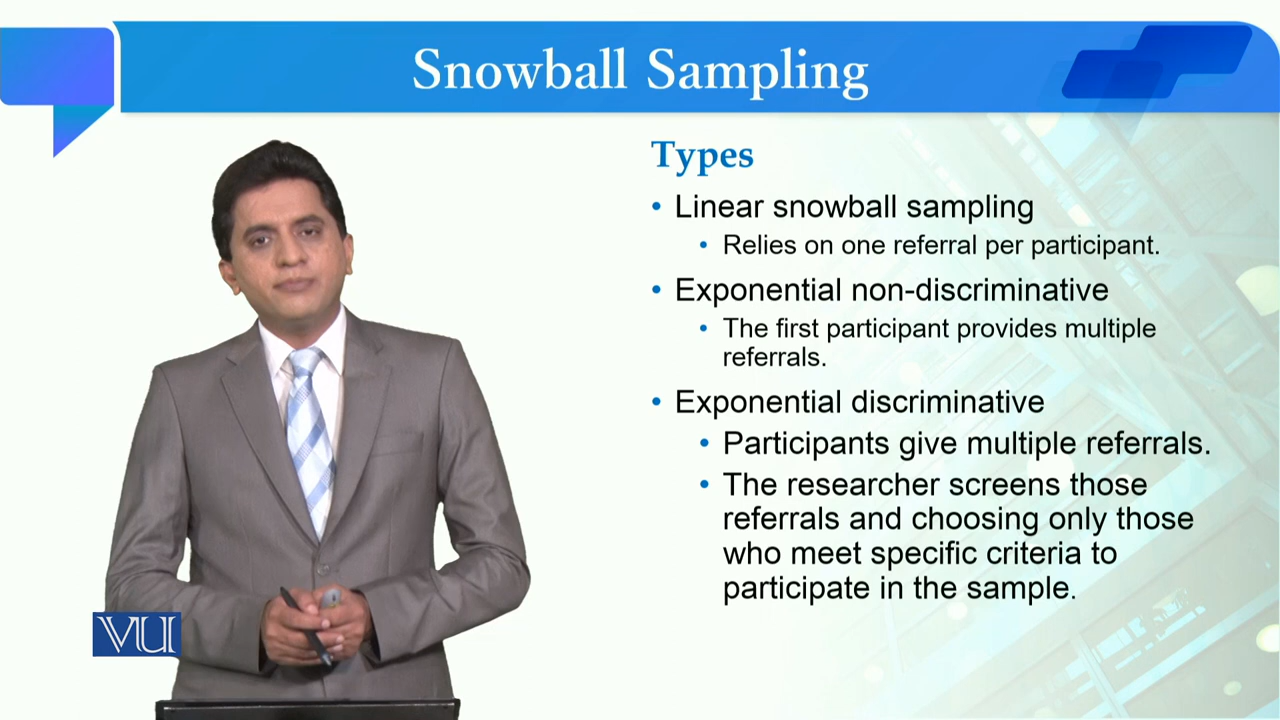 Snowball Sampling
Types
• Linear snowball sampling
• Relies on one referral per participant.
• Exponential non-discriminative
• The first participant provides multiple
referrals.
• Exponential discriminative
• Participants give multiple referrals.
• The researcher screens those
referrals and choosing only those
who meet specific criteria to
participate in the sample.
VU